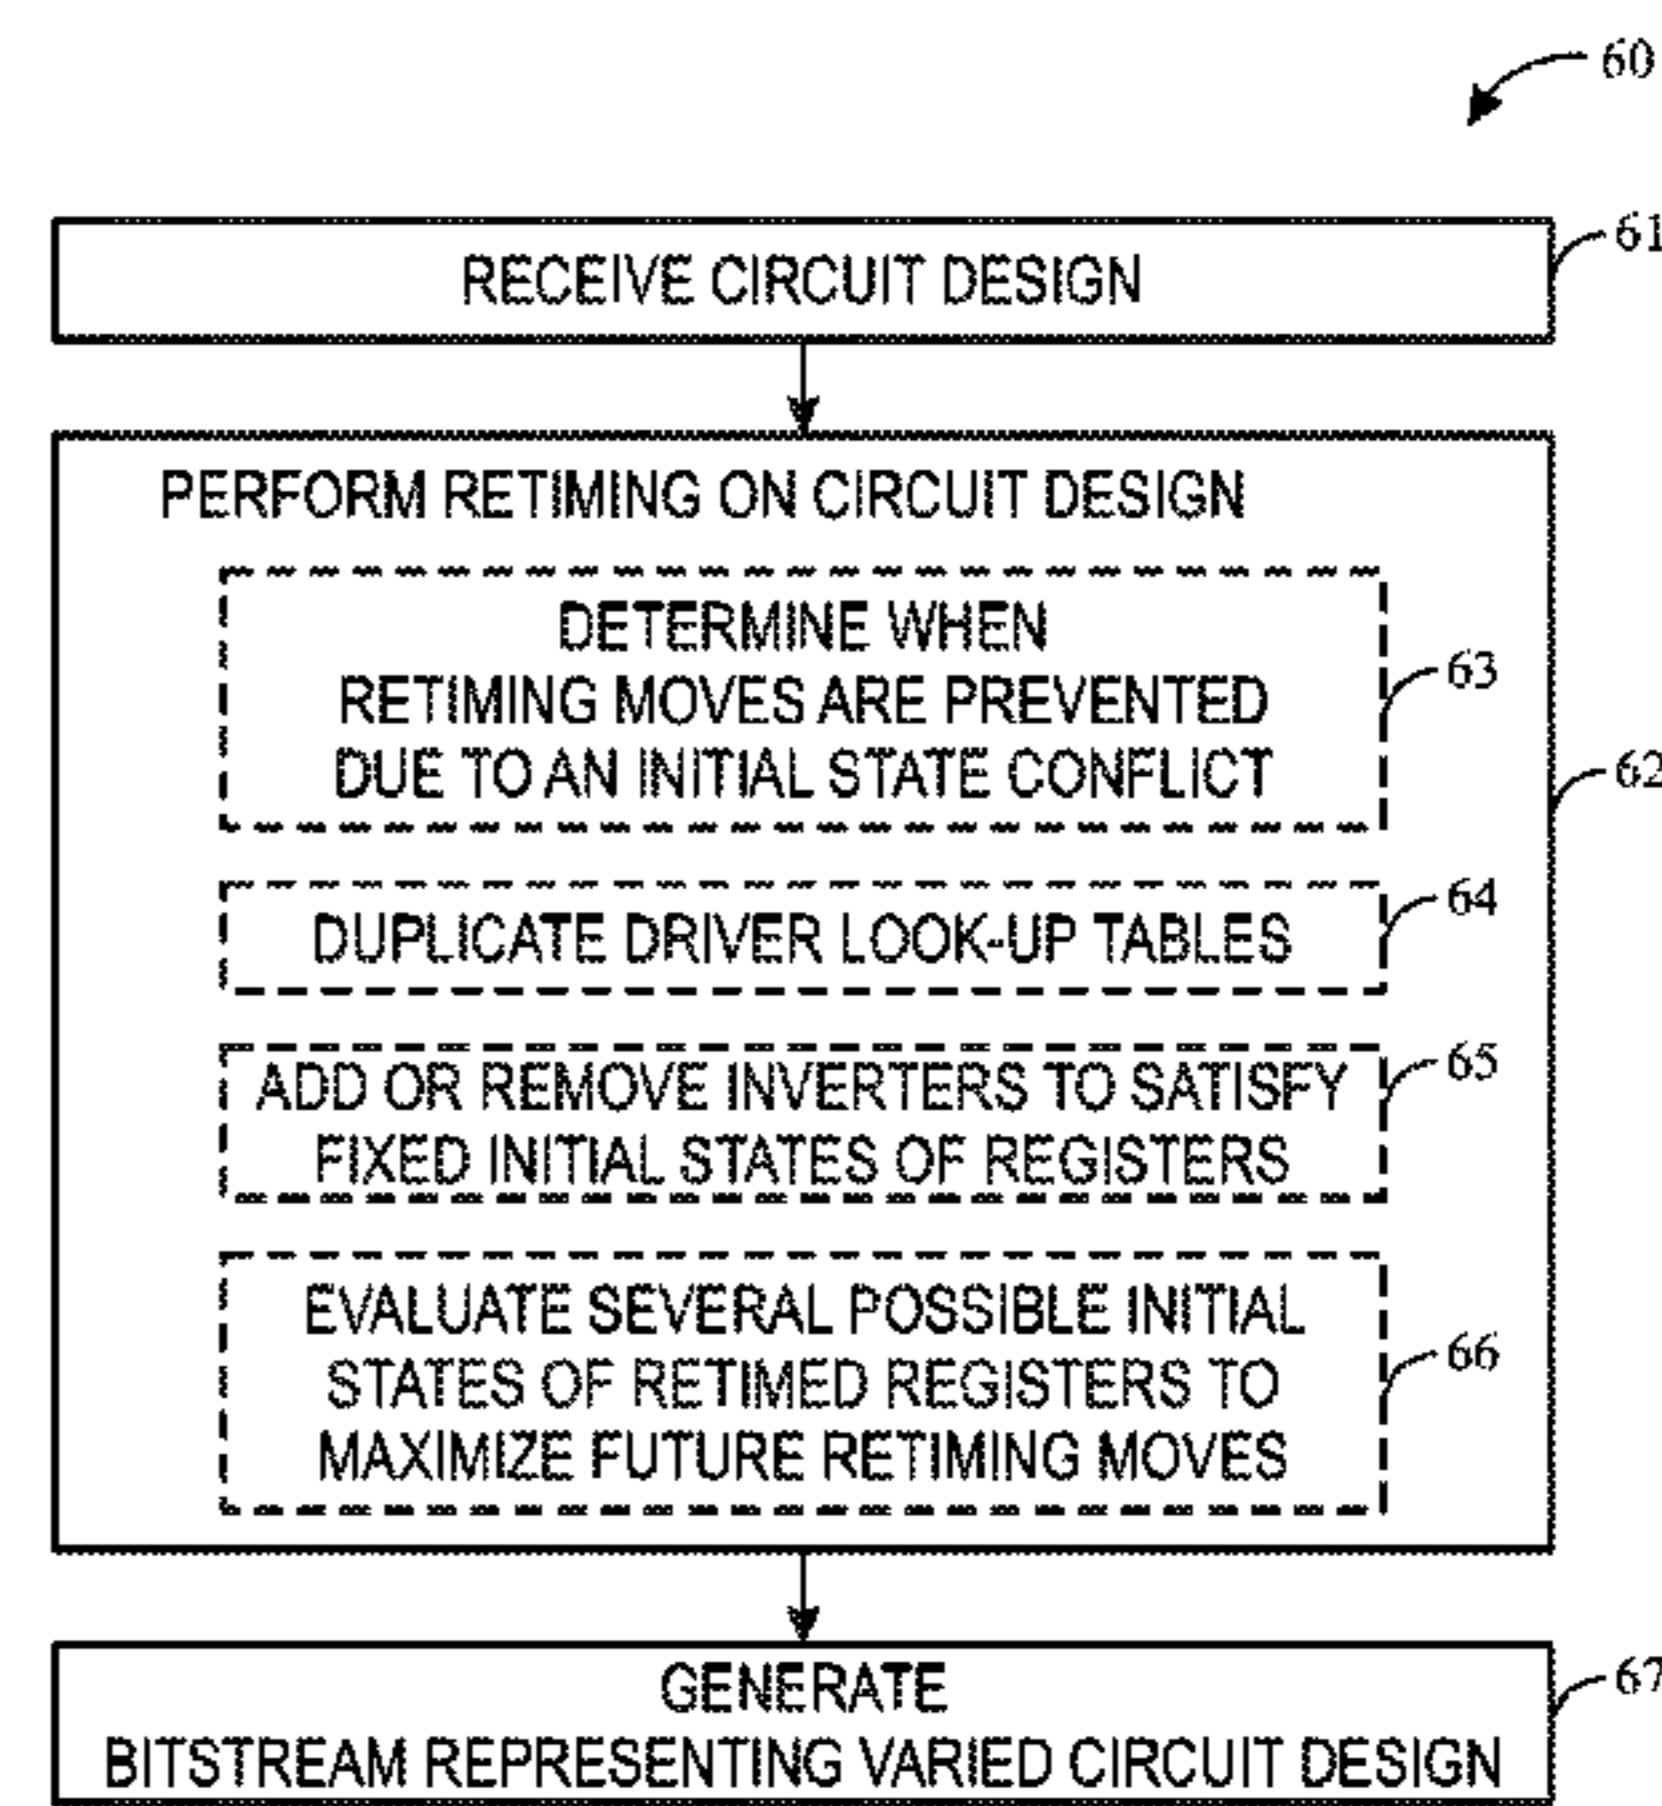 60
RECEIVE CIRCUIT DESIGN
61
PERFORM RETIMING ON CIRCUIT DESIGN
DETERMINE WHEN
RETIMING MOVES ARE PREVENTED
DUE TO AN INITIAL STATE CONFLICT
63
62
DUPLICATE DRIVER LOOK-UP TABLES
64
ADD OR REMOVE INVERTERS TO SATISFY
FIXED INITIAL STATES OF REGISTERS
65
EVALUATE SEVERAL POSSIBLE INITIAL
STATES OF RETIMED REGISTERS TO
MAXIMIZE FUTURE RETIMING MOVES
66
GENERATE
BITSTREAM REPRESENTING VARIED CIRCUIT DESIGN
67